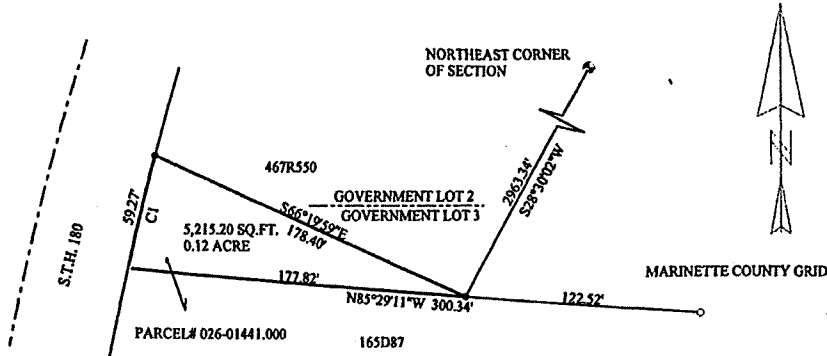 NORTHEAST CORNER
OF SECTION
N
467R550
2963.34'
S28°30'02"W
GOVERNMENT LOT 2
GOVERNMENT LOT 3
S66°19'59"E
178.40'
59.27'
C1
5,215.20 SQ.FT.
0.12 ACRE
S.T.H. 180
177.82'
N85°29'11"W 300.34'
122.52'
MARINETTE COUNTY GRID
PARCEL# 026-01441.000
165D87